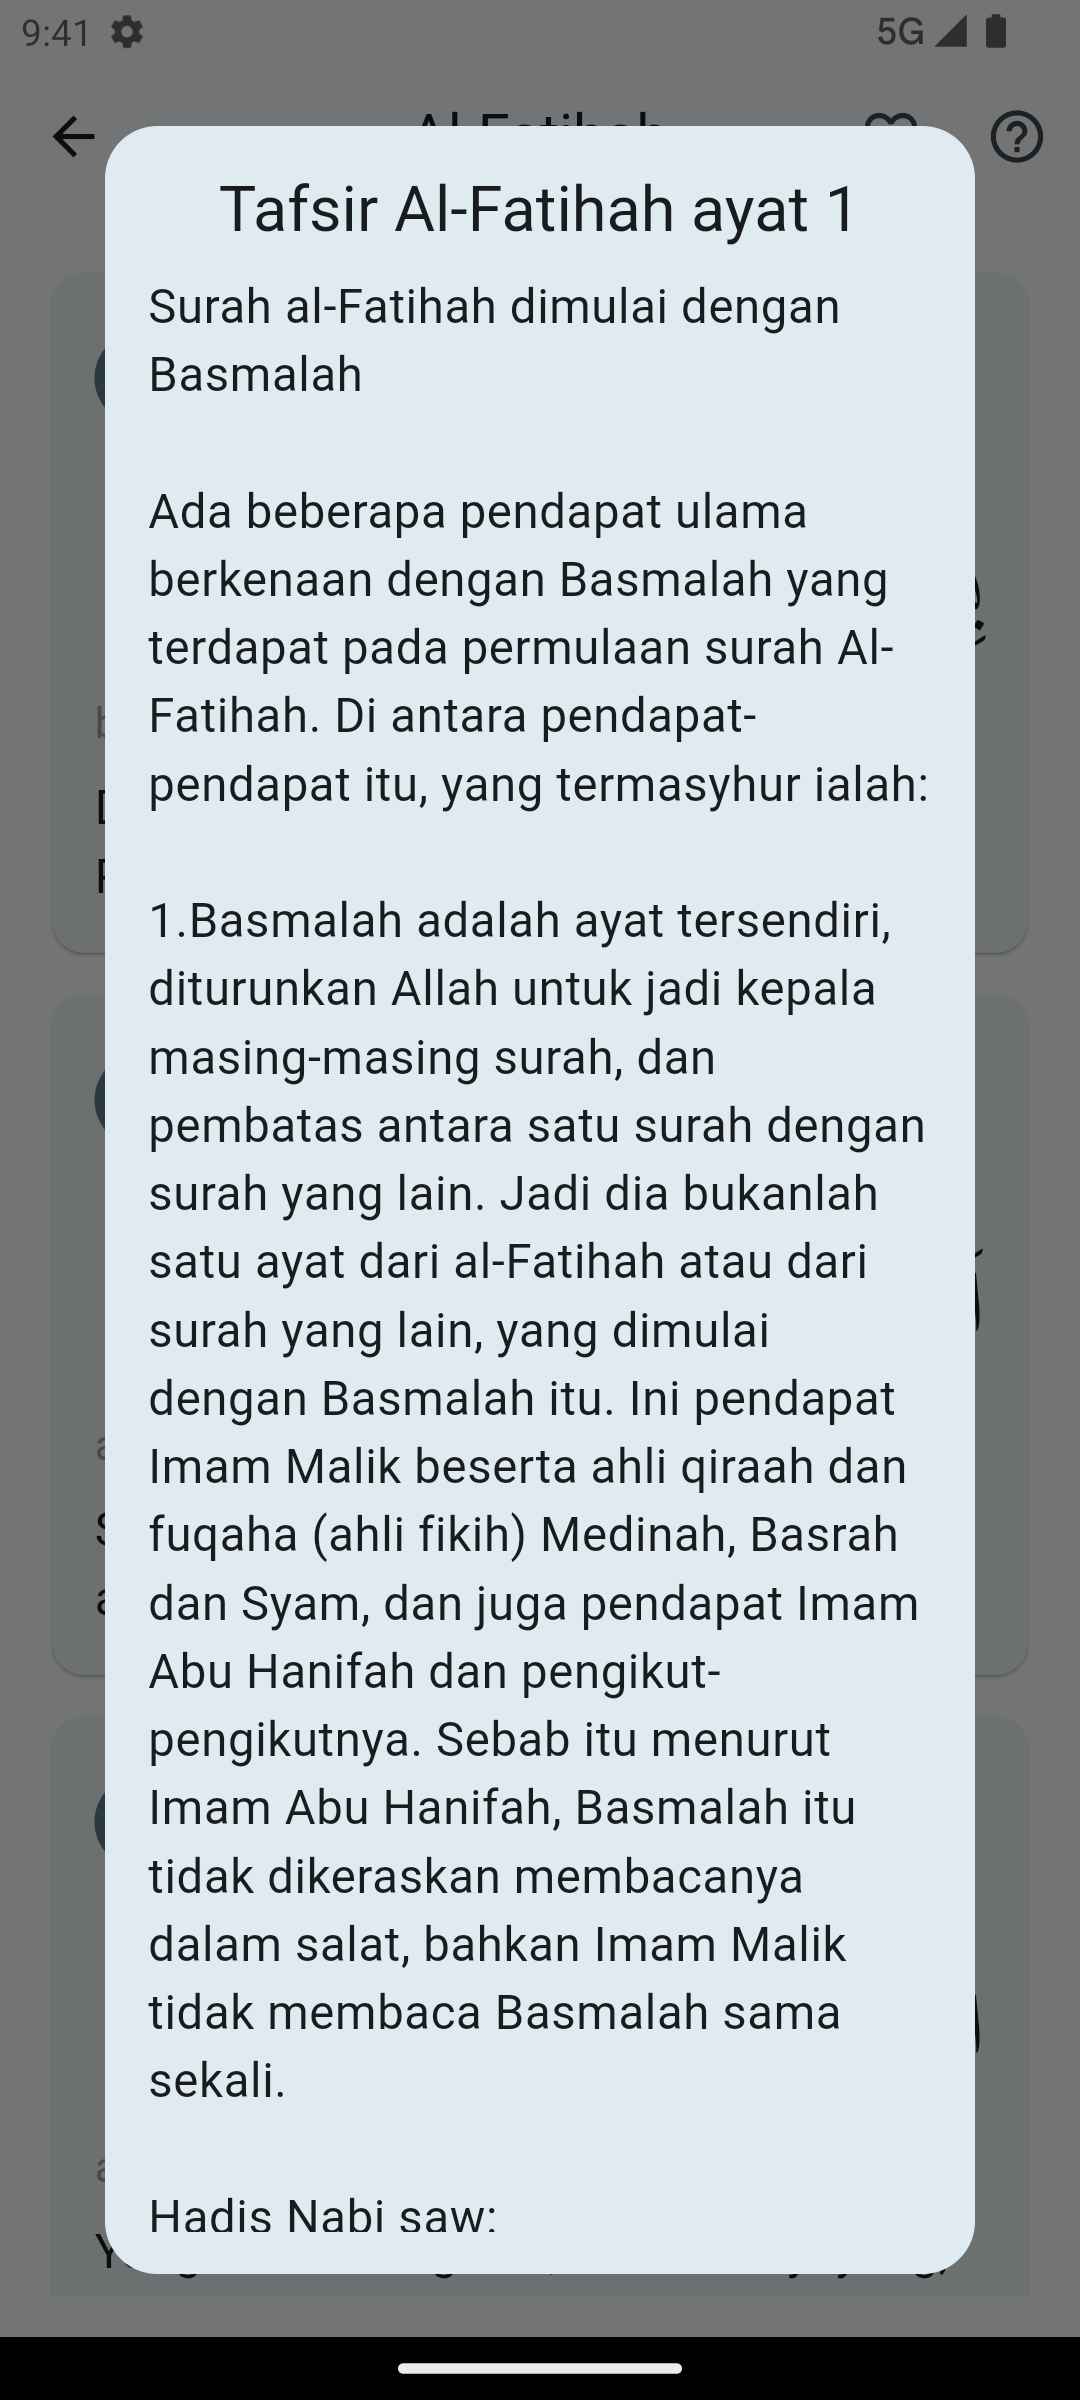 9:41
5G
Al-Fatihah
Tafsir Al-Fatihah ayat 1
Surah al-Fatihah dimulai dengan
Basmalah
Ada beberapa pendapat ulama
berkenaan dengan Basmalah yang
terdapat pada permulaan surah Al-
Fatihah. Di antara pendapat-
pendapat itu, yang termasyhur ialah:
1.Basmalah adalah ayat tersendiri,
diturunkan Allah untuk jadi kepala
masing-masing surah, dan
pembatas antara satu surah dengan
surah yang lain. Jadi dia bukanlah
satu ayat dari al-Fatihah atau dari
surah yang lain, yang dimulai
dengan Basmalah itu. Ini pendapat
Imam Malik beserta ahli qiraah dan
fuqaha (ahli fikih) Medinah, Basrah
dan Syam, dan juga pendapat Imam
Abu Hanifah dan pengikut-
pengikutnya. Sebab itu menurut
Imam Abu Hanifah, Basmalah itu
tidak dikeraskan membacanya
dalam salat, bahkan Imam Malik
tidak membaca Basmalah sama
sekali.
Hadis Nabi saw: